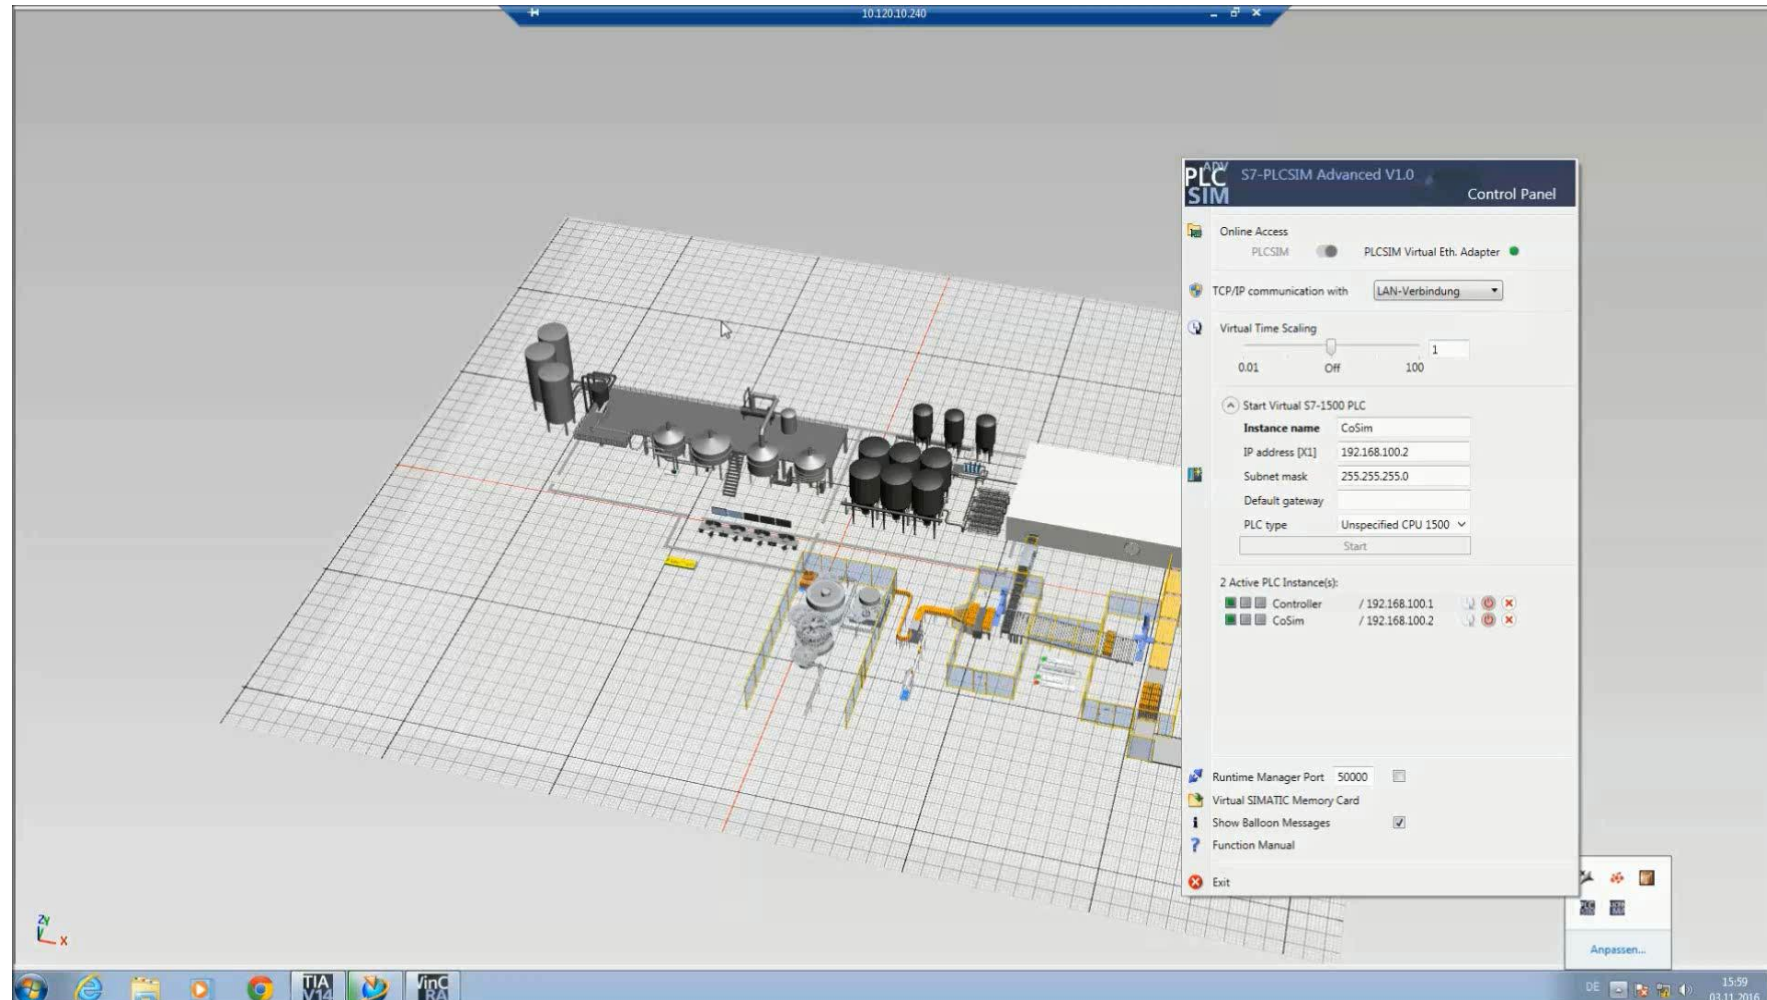 10.120.10.240
ADV
PLC
SIM
S7-PLCSIM Advanced V1.0
Control Panel
Online Access
PLCSIM PLCSIM Virtual Eth. Adapter
TCP/IP communication with LAN-Verbindung
Virtual Time Scaling
1
0.01 Off 100
Start Virtual S7-1500 PLC
Instance name CoSim
IP address [X1] 192.168.100.2
Subnet mask 255.255.255.0
Default gateway
PLC type Unspecified CPU 1500
Start
2 Active PLC Instance(s):
Controller / 192.168.100.1
CoSim / 192.168.100.2
Runtime Manager Port 50000
Virtual SIMATIC Memory Card
Show Balloon Messages
Function Manual
Exit
Anpassen...
Zy
x
TIA
V14
DE
15:59
03.11.2016